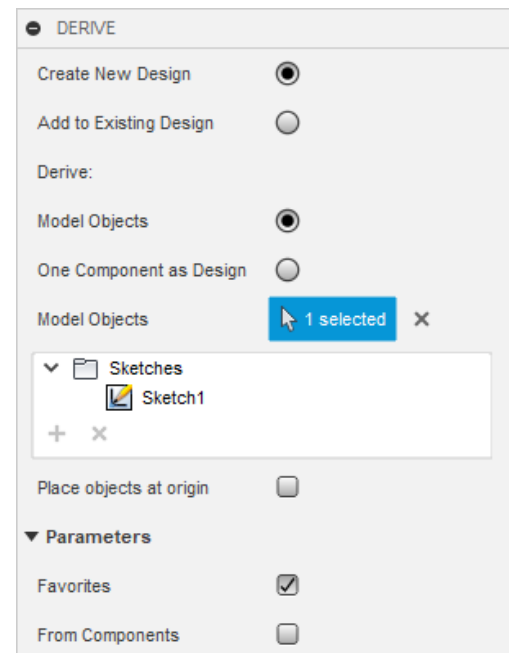 DERIVE
Create New Design
Add to Existing Design
Derive:
Model Objects
One Component as Design
Model Objects 1 selected
Sketches
Sketch1
Place objects at origin
Parameters
Favorites
From Components